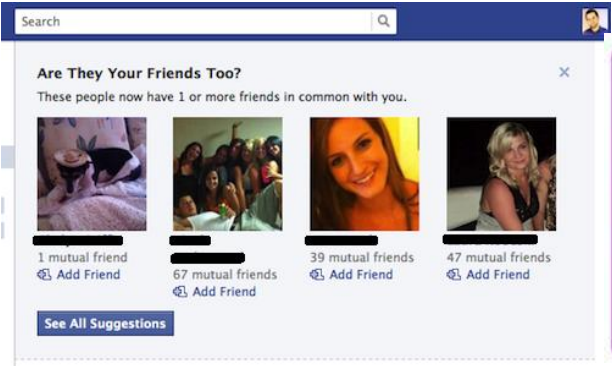 Search
Are They Your Friends Too?
These people now have 1 or more friends in common with you.
1 mutual friend
Add Friend
67 mutual friends
Add Friend
39 mutual friends
Add Friend
47 mutual friends
Add Friend
See All Suggestions